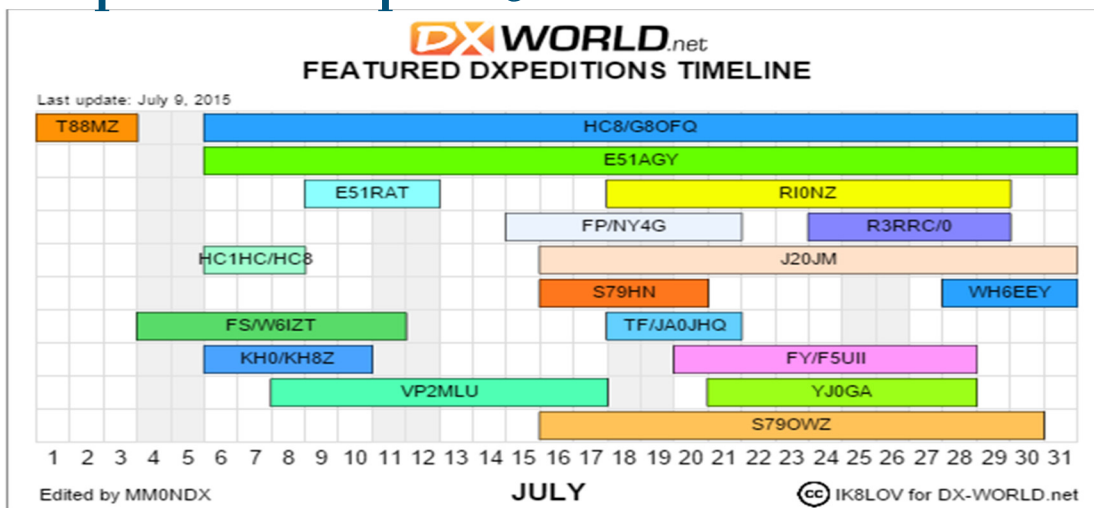 DX WORLD.net
FEATURED DXPEDITIONS TIMELINE
Last update: July 9, 2015
T88MZ HC8/G8OFQ
E51AGY
E51RAT RI0NZ
FP/NY4G R3RRC/0
HC1HC/HC8 J20JM
S79HN WH6EEY
FS/W6IZT TF/JA0JHQ
KH0/KH8Z FY/F5UII
VP2MLU YJ0GA
S79OWZ
1 2 3 4 5 6 7 8 9 10 11 12 13 14 15 16 17 18 19 20 21 22 23 24 25 26 27 28 29 30 31
Edited by MM0NDX JULY cc IK8LOV for DX-WORLD.net